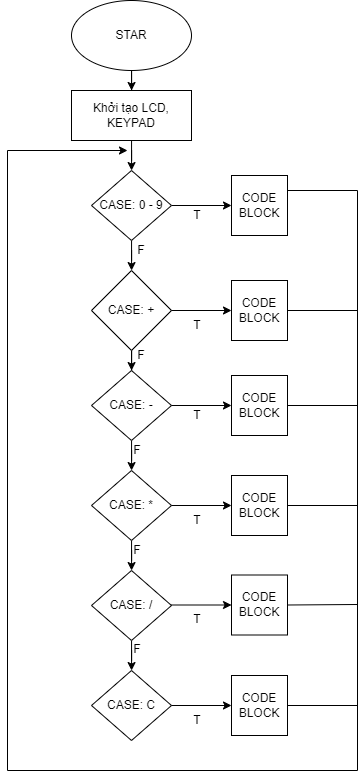 STAR
Khởi tạo LCD,
KEYPAD
CASE: 0 - 9
T
CODE
BLOCK
F
CASE: +
T
CODE
BLOCK
F
CASE: -
T
CODE
BLOCK
F
CASE: *
T
CODE
BLOCK
F
CASE: /
T
CODE
BLOCK
F
CASE: C
T
CODE
BLOCK